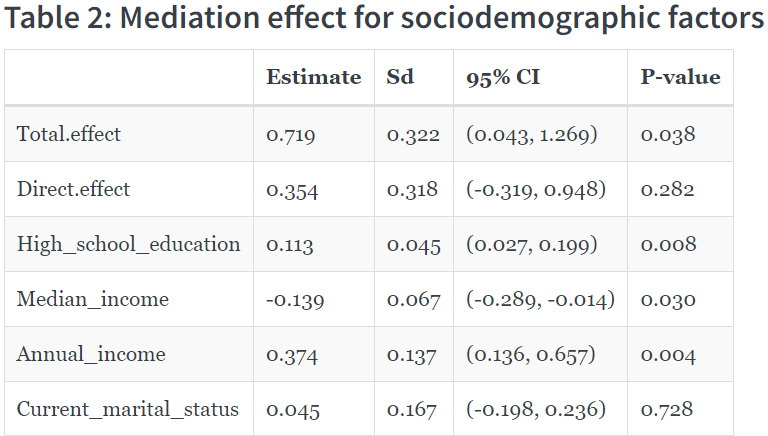 Table 2: Mediation effect for sociodemographic factors
Estimate Sd 95% CI P-value
Total.effect 0.719 0.322 (0.043, 1.269) 0.038
Direct.effect 0.354 0.318 (-0.319, 0.948) 0.282
High_school_education 0.113 0.045 (0.027, 0.199) 0.008
Median_income -0.139 0.067 (-0.289, -0.014) 0.030
Annual_income 0.374 0.137 (0.136, 0.657) 0.004
Current_marital_status 0.045 0.167 (-0.198, 0.236) 0.728